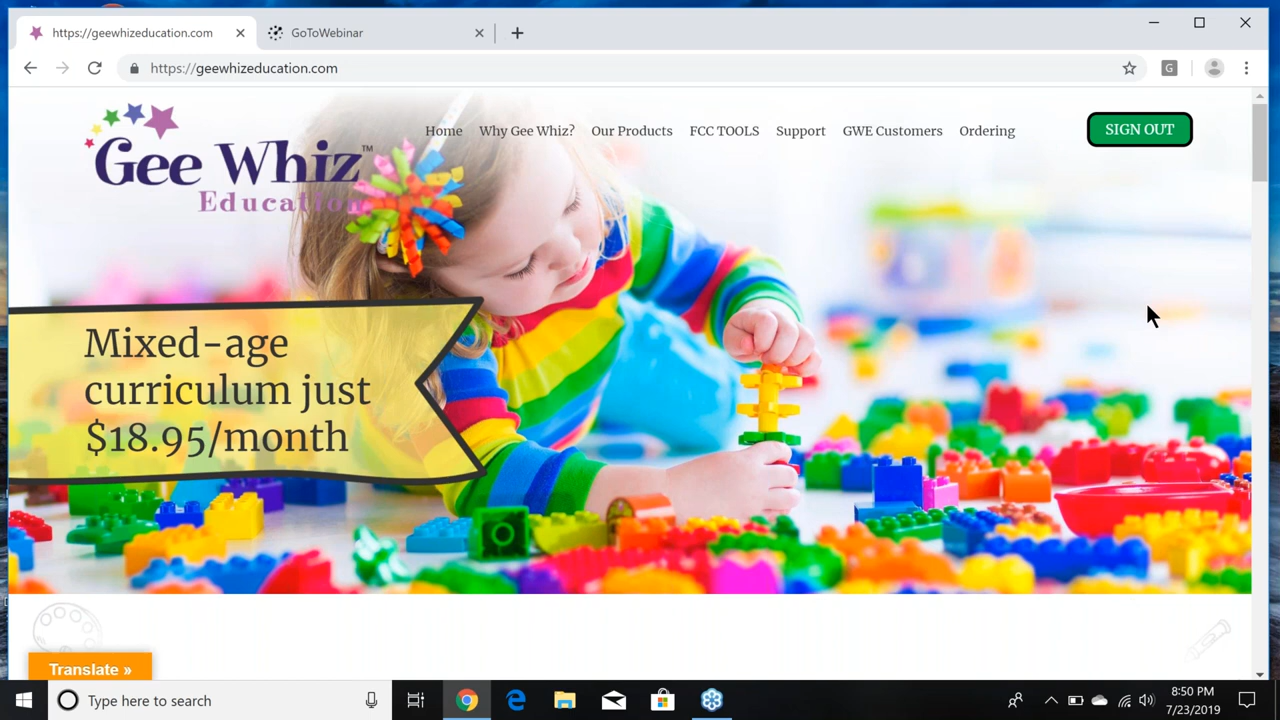 https://geewhizeducation.com
GoToWebinar
https://geewhizeducation.com
G
Gee Whiz™
Education
Home Why Gee Whiz? Our Products FCC TOOLS Support GWE Customers Ordering
SIGN OUT
Mixed-age
curriculum just
$18.95/month
Translate »
Type here to search
8:50 PM
7/23/2019